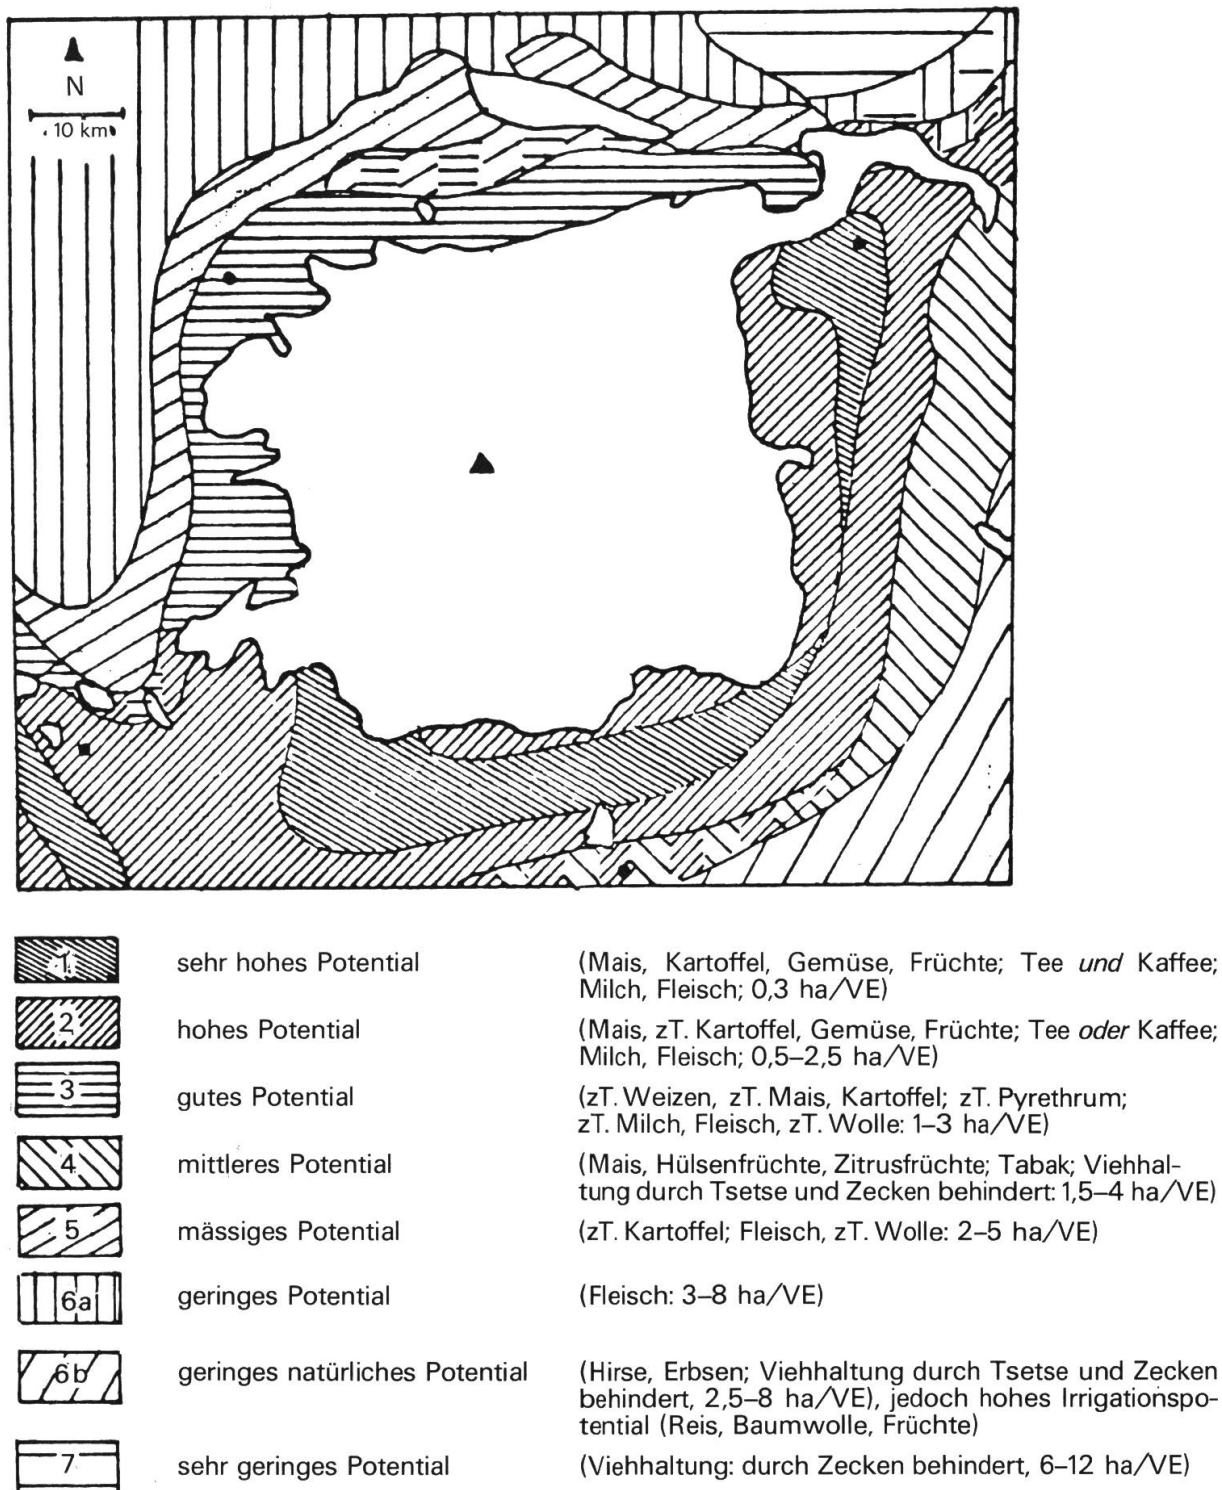 N
10 km
1 sehr hohes Potential (Mais, Kartoffel, Gemüse, Früchte; Tee und Kaffee;
Milch, Fleisch; 0,3 ha/VE)
2 hohes Potential (Mais, zT. Kartoffel, Gemüse, Früchte; Tee oder Kaffee;
Milch, Fleisch; 0,5–2,5 ha/VE)
3 gutes Potential (zT. Weizen, zT. Mais, Kartoffel; zT. Pyrethrum;
zT. Milch, Fleisch, zT. Wolle: 1–3 ha/VE)
4 mittleres Potential (Mais, Hülsenfrüchte, Zitrusfrüchte; Tabak; Viehhal-
tung durch Tsetse und Zecken behindert: 1,5–4 ha/VE)
5 mässiges Potential (zT. Kartoffel; Fleisch, zT. Wolle: 2–5 ha/VE)
6a geringes Potential (Fleisch: 3–8 ha/VE)
6b geringes natürliches Potential (Hirse, Erbsen; Viehhaltung durch Tsetse und Zecken
behindert, 2,5–8 ha/VE), jedoch hohes Irrigationspo-
tential (Reis, Baumwolle, Früchte)
7 sehr geringes Potential (Viehhaltung: durch Zecken behindert, 6–12 ha/VE)